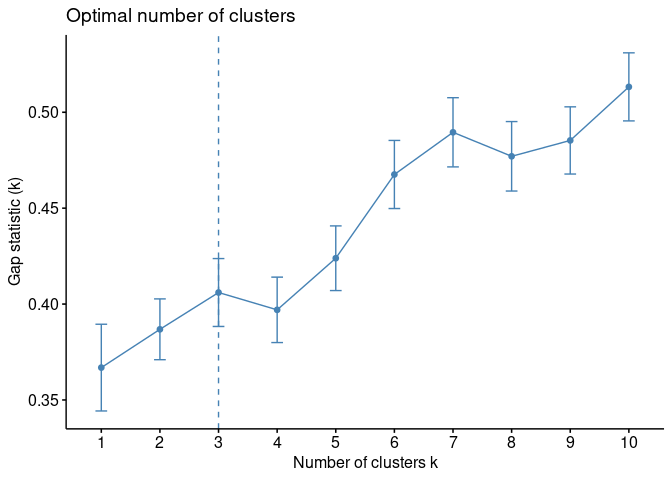 Optimal number of clusters
Gap statistic (k)
0.50
0.45
0.40
0.35
1 2 3 4 5 6 7 8 9 10
Number of clusters k